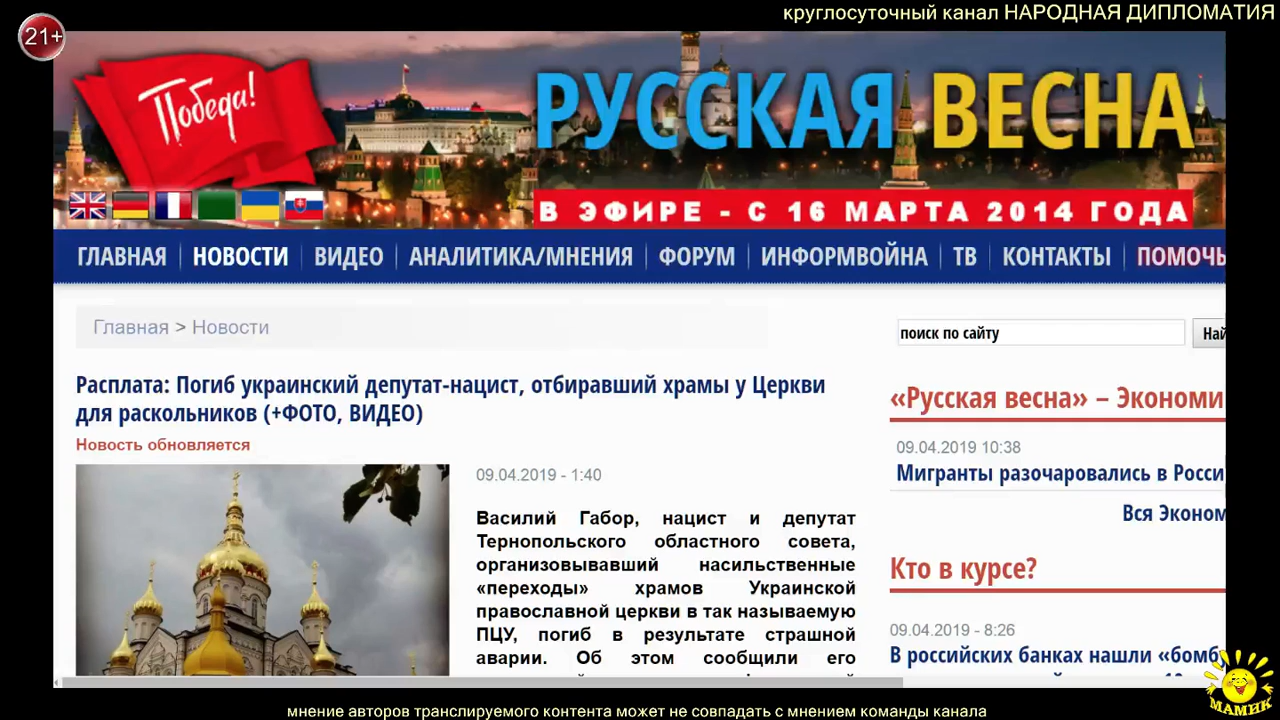 круглосуточный канал НАРОДНАЯ ДИПЛОМАТИЯ
21+
Победа!
РУССКАЯ ВЕСНА
В ЭФИРЕ - С 16 МАРТА 2014 ГОДА
ГЛАВНАЯ НОВОСТИ ВИДЕО АНАЛИТИКА/МНЕНИЯ ФОРУМ ИНФОРМВОЙНА ТВ КОНТАКТЫ ПОМОЧЬ
Главная > Новости
поиск по сайту
Най
Расплата: Погиб украинский депутат-нацист, отбиравший храмы у Церкви
для раскольников (+ФОТО, ВИДЕО)
Новость обновляется
09.04.2019 - 1:40
Василий Габор, нацист и депутат
Тернопольского областного совета,
организовывавший насильственные
«переходы» храмов Украинской
православной церкви в так называемую
ПЦУ, погиб в результате страшной
аварии. Об этом сообщили его
«Русская весна» – Экономи
09.04.2019 10:38
Мигранты разочаровались в Росси
Вся Эконом
Кто в курсе?
09.04.2019 - 8:26
В российских банках нашли «бомбу
МАМИК
мнение авторов транслируемого контента может не совпадать с мнением команды канала